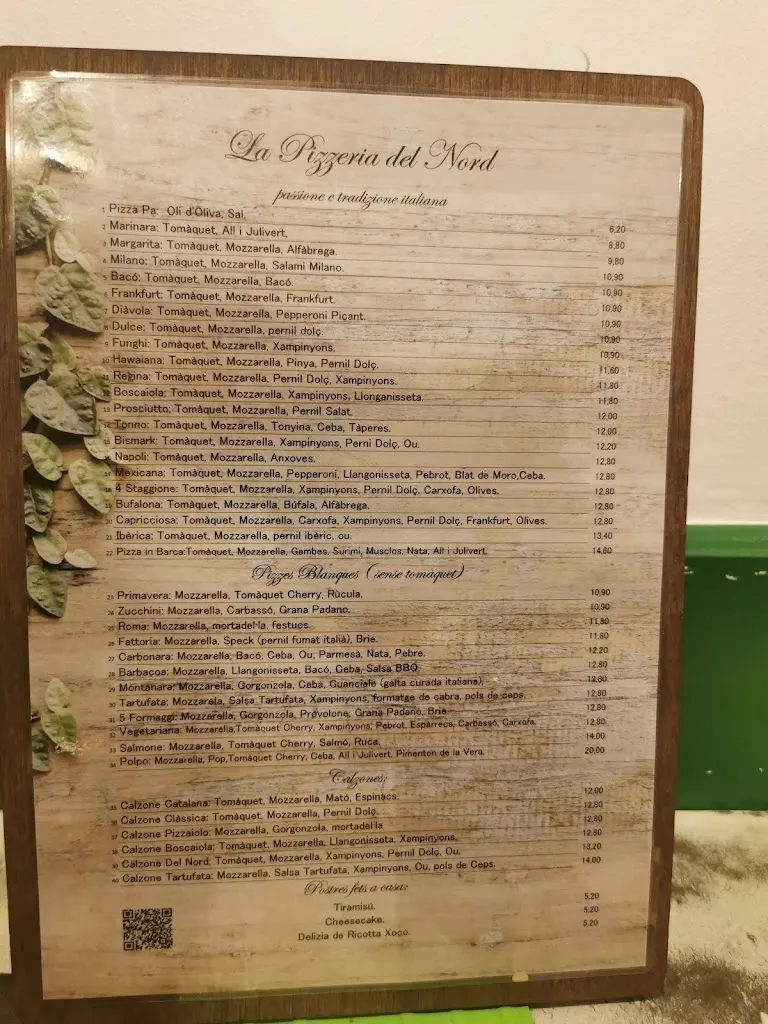 La Pizzeria del Nord
passione e tradizione italiana
1 Pizza Pa: Oli d'Oliva, Sal. 6,20
2 Marinara: Tomàquet, All i Julivert, 8,80
3 Margarita: Tomàquet, Mozzarella, Alfàbrega. 9,80
4 Milano: Tomàquet, Mozzarella, Salami Milano. 10,90
5 Bacó: Tomàquet, Mozzarella, Bacó. 10,90
6 Frankfurt: Tomàquet, Mozzarella, Frankfurt. 10,90
7 Diàvola: Tomàquet, Mozzarella, Pepperoni Picant. 10,90
8 Dulce: Tomàquet, Mozzarella, pernil dolç. 10,90
9 Funghi: Tomàquet, Mozzarella, Xampinyons. 10,90
10 Hawaiana: Tomàquet, Mozzarella, Pinya, Pernil Dolç. 11,60
11 Regina: Tomàquet, Mozzarella, Pernil Dolç, Xampinyons. 11,80
12 Boscaiola: Tomàquet, Mozzarella, Xampinyons, Llonganisseta. 11,80
13 Prosciutto: Tomàquet, Mozzarella, Pernil Salat. 12,00
14 Tonno: Tomàquet, Mozzarella, Tonyina, Ceba, Tàperes. 12,00
15 Bismark: Tomàquet, Mozzarella, Xampinyons, Perni Dolç, Ou. 12,20
16 Napoli: Tomàquet, Mozzarella, Anxoves. 12,80
17 Mexicana: Tomàquet, Mozzarella, Pepperoni, Llangonisseta, Pebrot, Blat de Moro,Ceba. 12,80
18 4 Staggione: Tomàquet, Mozzarella, Xampinyons, Pernil Dolç, Carxofa, Olives. 12,80
19 Bufalona: Tomàquet, Mozzarella, Búfala, Alfàbrega. 12,80
20 Capricciosa: Tomàquet, Mozzarella, Carxofa, Xampinyons, Pernil Dolç, Frankfurt, Olives. 12,80
21 Ibèrica: Tomàquet, Mozzarella, pernil ibèric, ou. 13,40
22 Pizza in Barca:Tomàquet, Mozzarella, Gambes, Surimi, Musclos, Nata, All i Julivert. 14,60
Pizzes Blanques (sense tomàquet)
23 Primavera: Mozzarella, Tomàquet Cherry, Rúcula. 10,90
24 Zucchini: Mozzarella, Carbassó, Grana Padano. 10,90
25 Roma: Mozzarella, mortadel·la, festucs. 11,80
26 Fattoria: Mozzarella, Speck (pernil fumat italià), Brie. 11,80
27 Carbonara: Mozzarella, Bacó, Ceba, Ou, Parmesà, Nata, Pebre. 12,20
28 Barbacoa: Mozzarella, Llangonisseta, Bacó, Ceba, Salsa BBQ. 12,80
29 Montanara: Mozzarella, Gorgonzola, Ceba, Guanciale (galta curada italiana), 12,80
30 Tartufata: Mozzarela, Salsa Tartufata, Xampinyons, formatge de cabra, pols de ceps. 12,80
31 5 Formaggi: Mozzarella, Gorgonzola, Provolone, Grana Padano, Brie. 12,80
32 Vegetariana: Mozzarella,Tomàquet Cherry, Xampinyons, Pebrot, Espàrrecs, Carbassó, Carxofa. 12,80
33 Salmone: Mozzarella, Tomàquet Cherry, Salmó, Ruca, 14,00
34 Polpo: Mozzarella, Pop,Tomàquet Cherry, Ceba, All i Julivert, Pimenton de la Vera. 20,00
Calzones:
35 Calzone Catalana: Tomàquet, Mozzarella, Mató, Espinacs. 12,00
36 Calzone Clàssica: Tomàquet, Mozzarella, Pernil Dolç. 12,80
37 Calzone Pizzaiolo: Mozzarella, Gorgonzola, mortadel·la 12,80
38 Calzone Boscaiola: Tomàquet, Mozzarella, Llangonisseta, Xampinyons. 12,80
39 Calzone Del Nord: Tomàquet, Mozzarella, Xampinyons, Pernil Dolç, Ou. 13,20
40 Calzone Tartufata: Mozzarella, Salsa Tartufata, Xampinyons, Ou, pols de Ceps. 14,00
Postres fets a casa:
Tiramisú. 5,20
Cheesecake. 5,20
Delizia de Ricotta Xoco 5,20